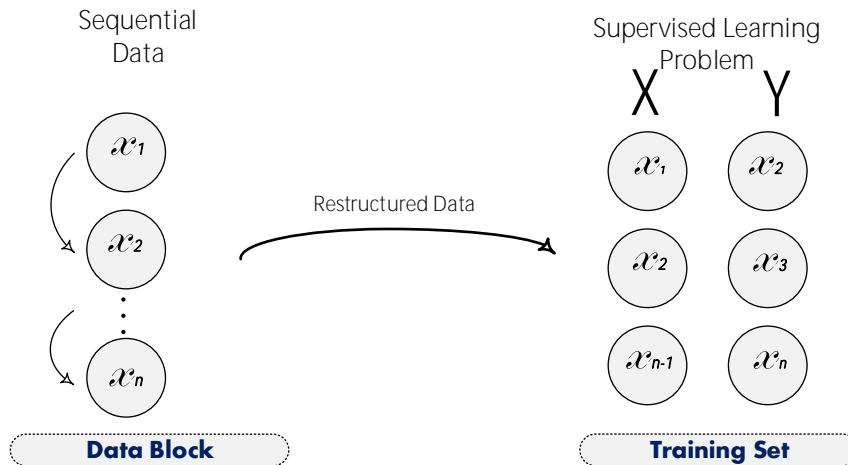 Sequential
Data
x1
x2
xn
Data Block
Restructured Data
Supervised Learning
Problem
X Y
x1 x2
x2 x3
xn-1 xn
Training Set